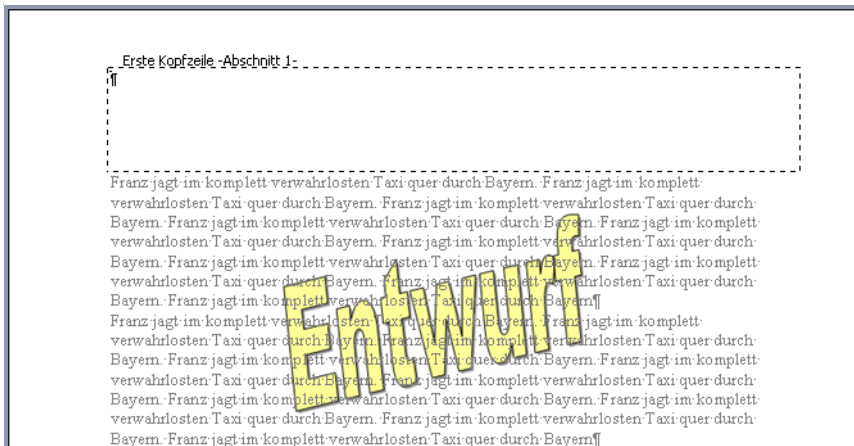 Erste Kopfzeile -Abschnitt 1-
¶
Franz·jagt·im·komplett·verwahrlosten·Taxi·quer·durch·Bayern.·Franz·jagt·im·komplett·
verwahrlosten·Taxi·quer·durch·Bayern.·Franz·jagt·im·komplett·verwahrlosten·Taxi·quer·durch·
Bayern.·Franz·jagt·im·komplett·verwahrlosten·Taxi·quer·durch·Bayern.·Franz·jagt·im·komplett·
verwahrlosten·Taxi·quer·durch·Bayern.·Franz·jagt·im·komplett·verwahrlosten·Taxi·quer·durch·
Bayern.·Franz·jagt·im·komplett·verwahrlosten·Taxi·quer·durch·Bayern.·Franz·jagt·im·komplett·
verwahrlosten·Taxi·quer·durch·Bayern.·Franz·jagt·im·komplett·verwahrlosten·Taxi·quer·durch·
Bayern.·Franz·jagt·im·komplett·verwahrlosten·Taxi·quer·durch·Bayern¶
Franz·jagt·im·komplett·verwahrlosten·Taxi·quer·durch·Bayern.·Franz·jagt·im·komplett·
verwahrlosten·Taxi·quer·durch·Bayern.·Franz·jagt·im·komplett·verwahrlosten·Taxi·quer·durch·
Bayern.·Franz·jagt·im·komplett·verwahrlosten·Taxi·quer·durch·Bayern.·Franz·jagt·im·komplett·
verwahrlosten·Taxi·quer·durch·Bayern.·Franz·jagt·im·komplett·verwahrlosten·Taxi·quer·durch·
Bayern.·Franz·jagt·im·komplett·verwahrlosten·Taxi·quer·durch·Bayern.·Franz·jagt·im·komplett·
verwahrlosten·Taxi·quer·durch·Bayern.·Franz·jagt·im·komplett·verwahrlosten·Taxi·quer·durch·
Bayern.·Franz·jagt·im·komplett·verwahrlosten·Taxi·quer·durch·Bayern¶
Entwurf